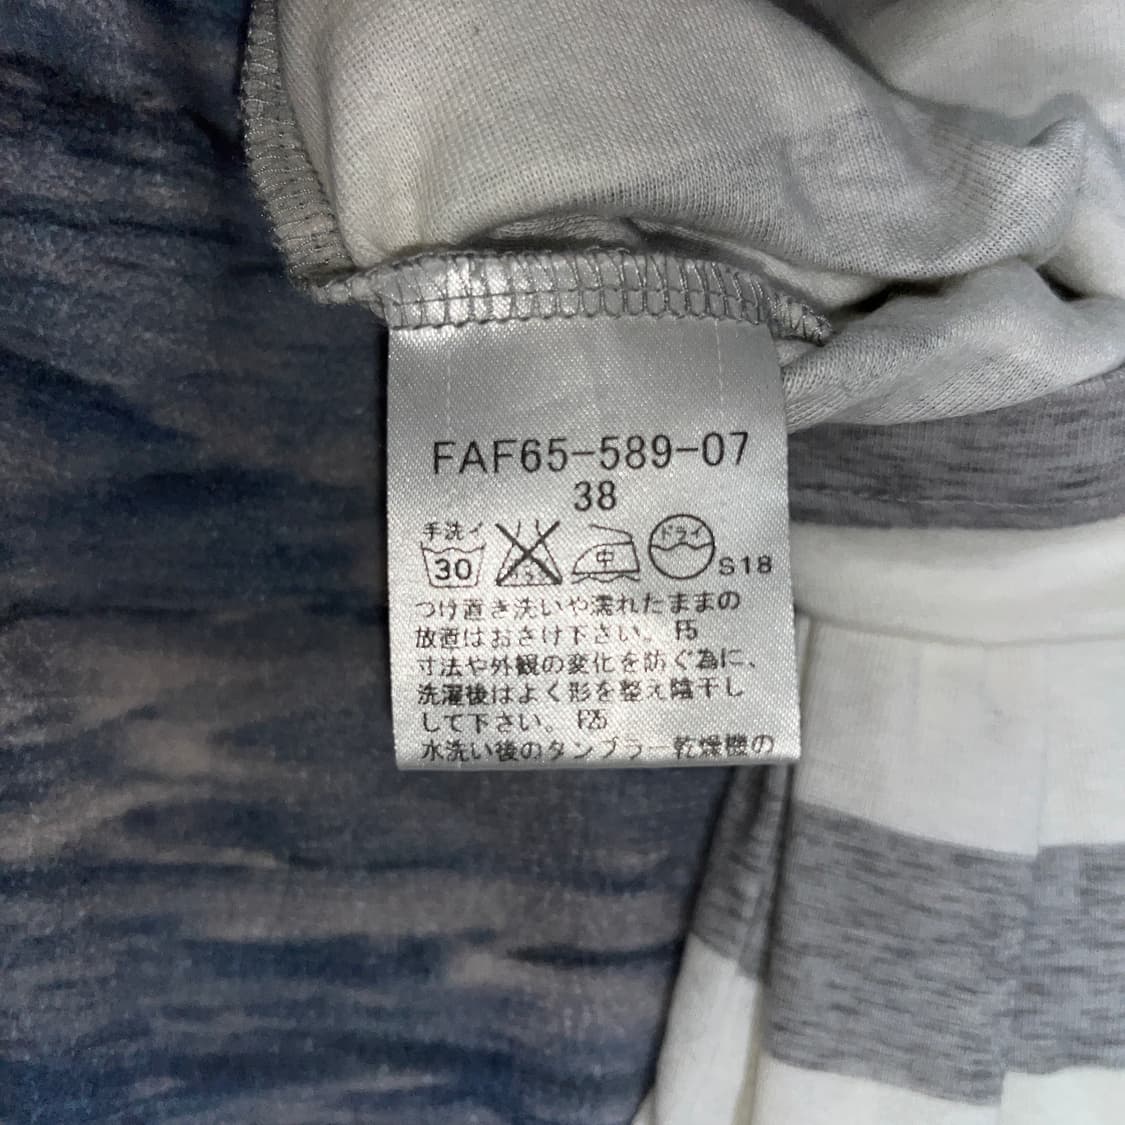 FAF65-589-07
38
手洗イ
30
中
ドライ
S18
つけ置き洗いや濡れたままの
放置はおさけ下さい。 F5
寸法や外観の変化を防ぐ為に、
洗濯後はよく形を整え陰干し
して下さい。 F25
水洗い後のタンブラー乾燥機の